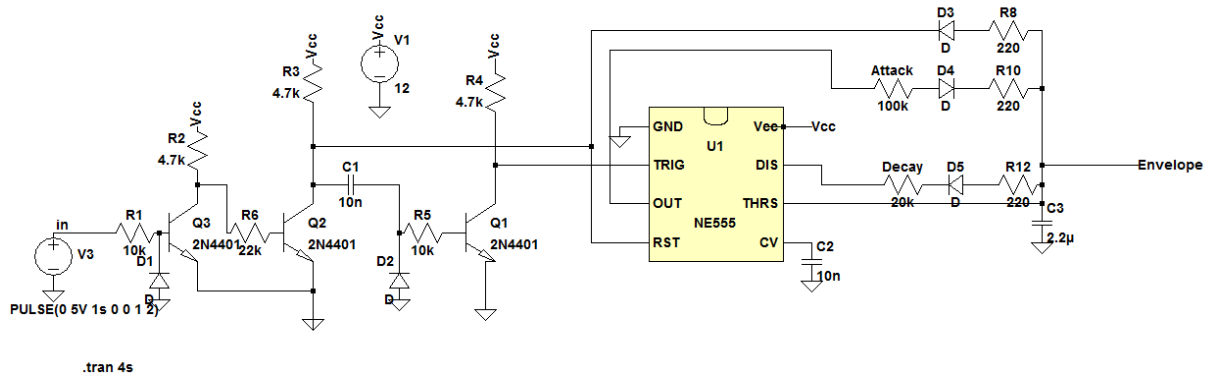 Vcc
V1
12
Vcc
R3
4.7k
Vcc
R4
4.7k
Vcc
R2
4.7k
C1
10n
in
R1
10k
V3
PULSE(0 5V 1s 0 0 1 2)
D1
D
Q3
2N4401
R6
22k
Q2
2N4401
D2
D
R5
10k
Q1
2N4401
GND
TRIG
OUT
RST
U1
NE555
Vcc
DIS
THRS
CV
Vcc
C2
10n
D3
D
R8
220
Attack
100k
D4
D
R10
220
Decay
20k
D5
D
R12
220
Envelope
C3
2.2µ
.tran 4s